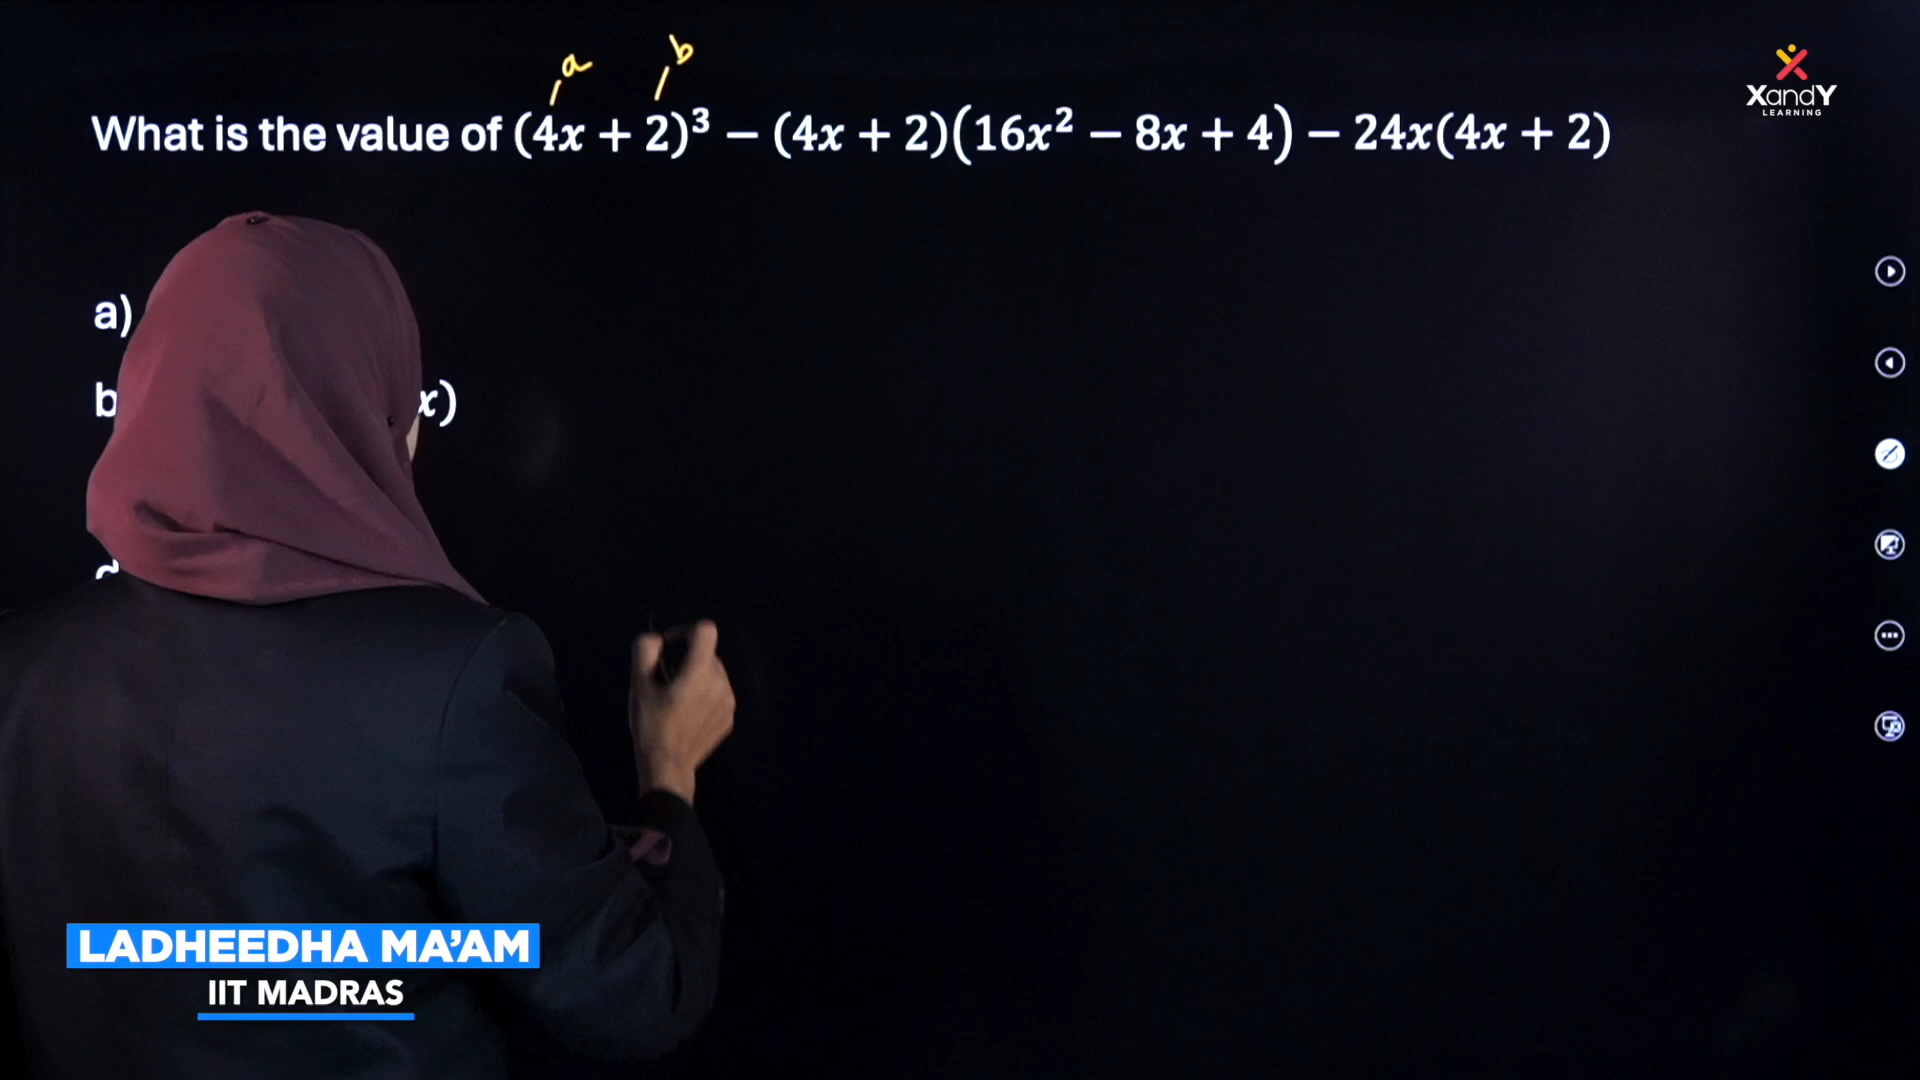 a b
What is the value of (4x + 2)³ − (4x + 2)(16x² − 8x + 4) − 24x(4x + 2)
XandY
LEARNING
a)
b x)
LADHEEDHA MA’AM
IIT MADRAS